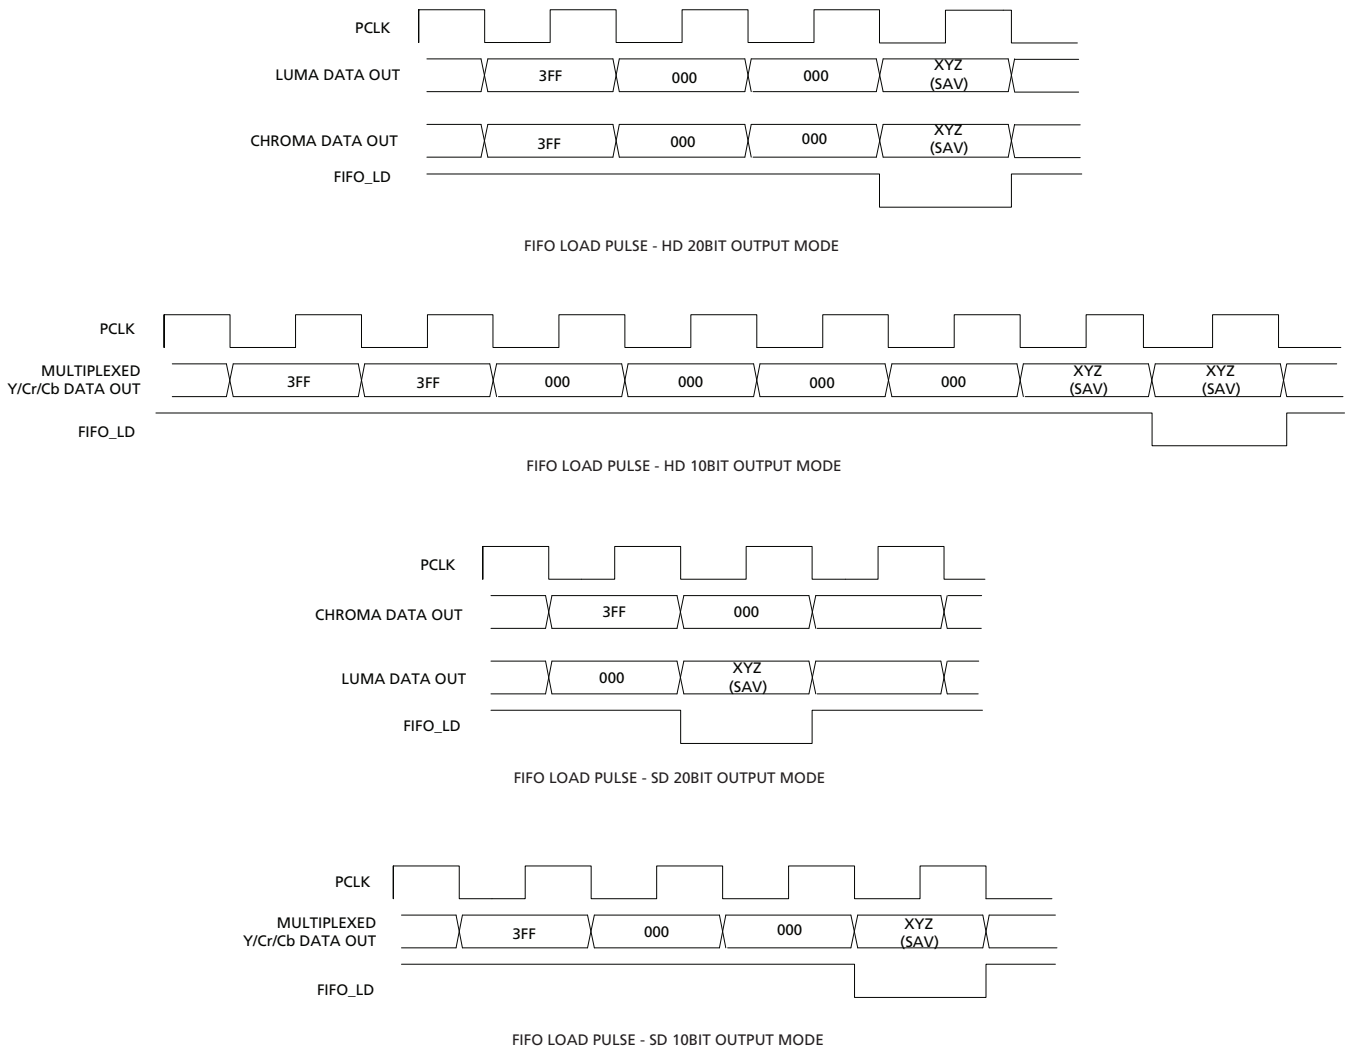 PCLK
LUMA DATA OUT 3FF 000 000 XYZ
(SAV)
CHROMA DATA OUT 3FF 000 000 XYZ
(SAV)
FIFO_LD
FIFO LOAD PULSE - HD 20BIT OUTPUT MODE
PCLK
MULTIPLEXED
Y/Cr/Cb DATA OUT
3FF 3FF 000 000 000 000 XYZ
(SAV) XYZ
(SAV)
FIFO_LD
FIFO LOAD PULSE - HD 10BIT OUTPUT MODE
PCLK
CHROMA DATA OUT 3FF 000
LUMA DATA OUT 000 XYZ
(SAV)
FIFO_LD
FIFO LOAD PULSE - SD 20BIT OUTPUT MODE
PCLK
MULTIPLEXED
Y/Cr/Cb DATA OUT
3FF 000 000 XYZ
(SAV)
FIFO_LD
FIFO LOAD PULSE - SD 10BIT OUTPUT MODE